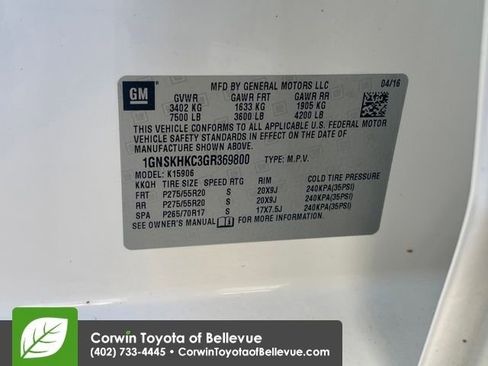 GM
MFD BY GENERAL MOTORS LLC 04/16
GVWR GAWR FRT GAWR RR
3402 KG 1633 KG 1905 KG
7500 LB 3600 LB 4200 LB
THIS VEHICLE CONFORMS TO ALL APPLICABLE U.S. FEDERAL MOTOR
VEHICLE SAFETY STANDARDS IN EFFECT ON THE DATE OF
MANUFACTURE SHOWN ABOVE.
1GNSKHKC3GR369800 TYPE: M.P.V.
MODEL: K15906
KKQH TIRE SIZE SPEED RTG RIM COLD TIRE PRESSURE
FRT P275/55R20 S 20X9J 240KPA(35PSI)
RR P275/55R20 S 20X9J 240KPA(35PSI)
SPA P265/70R17 S 17X7.5J 240KPA(35PSI)
SEE OWNER'S MANUAL FOR MORE INFORMATION.
Corwin Toyota of Bellevue
(402) 733-4445 • CorwinToyotaofBellevue.com